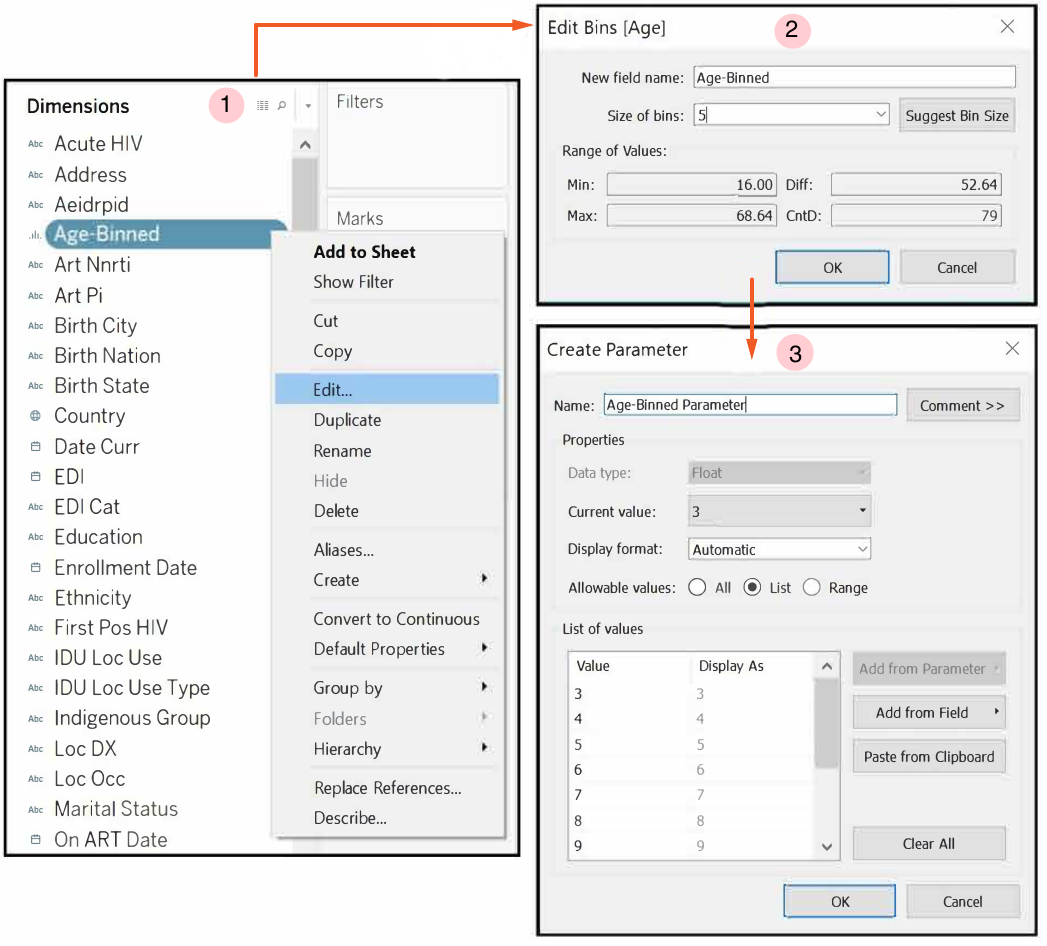 1
Dimensions
Abc Acute HIV
Abc Address
Abc Aeidrpid
Age-Binned
Abc Art Nnrti
Abc Art Pi
Abc Birth City
Abc Birth Nation
Abc Birth State
Country
Date Curr
EDI
Abc EDI Cat
Abc Education
Enrollment Date
Abc Ethnicity
Abc First Pos HIV
Abc IDU Loc Use
Abc IDU Loc Use Type
Abc Indigenous Group
Abc Loc DX
Abc Loc Occ
Abc Marital Status
On ART Date
Filters
Marks
Add to Sheet
Show Filter
Cut
Copy
Edit...
Duplicate
Rename
Hide
Delete
Aliases...
Create
Convert to Continuous
Default Properties
Group by
Folders
Hierarchy
Replace References...
Describe...
2
Edit Bins [Age]
New field name: Age-Binned
Size of bins: 5 Suggest Bin Size
Range of Values:
Min: 16.00 Diff: 52.64
Max: 68.64 CntD: 79
OK Cancel
3
Create Parameter
Name: Age-Binned Parameter Comment >>
Properties
Data type: Float
Current value: 3
Display format: Automatic
Allowable values: All List Range
List of values
Value Display As
3 3
4 4
5 5
6 6
7 7
8 8
9 9
Add from Parameter
Add from Field
Paste from Clipboard
Clear All
OK Cancel